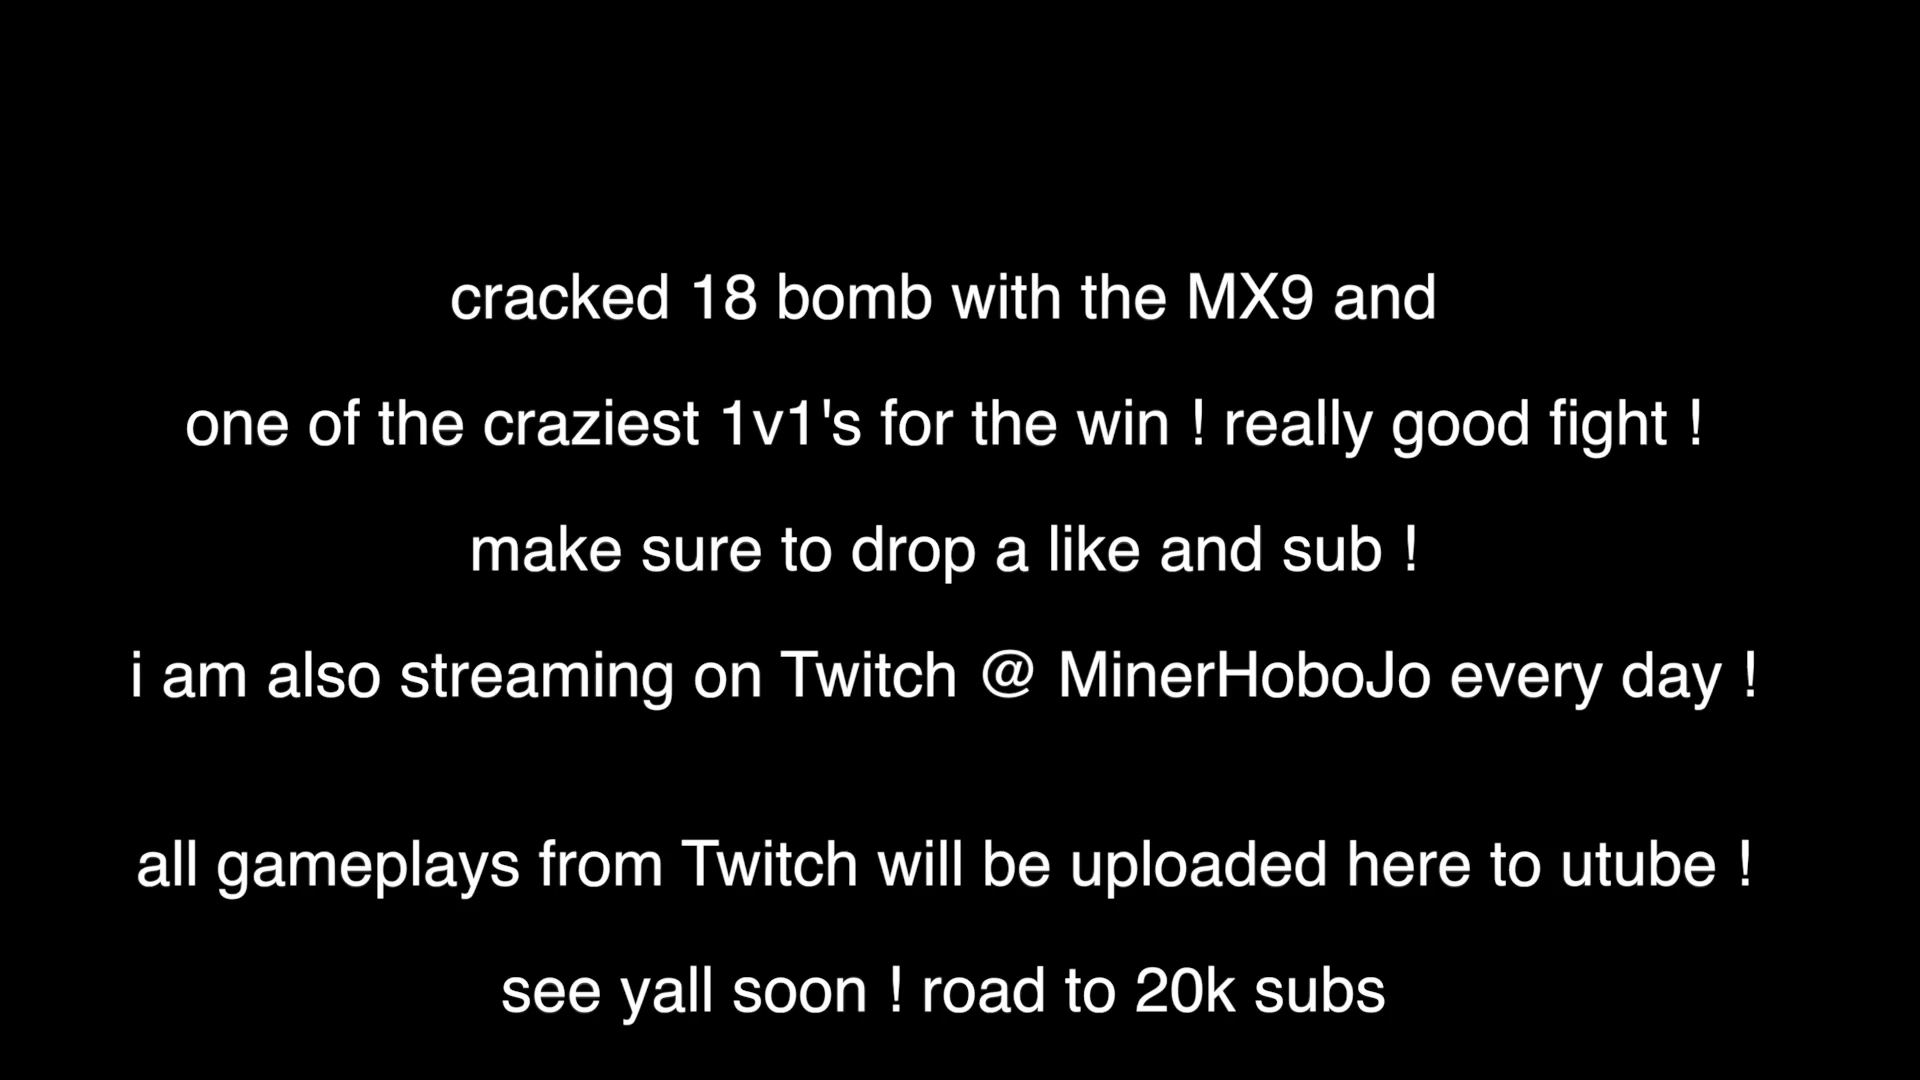 cracked 18 bomb with the MX9 and
one of the craziest 1v1's for the win ! really good fight !
make sure to drop a like and sub !
i am also streaming on Twitch @ MinerHoboJo every day !
all gameplays from Twitch will be uploaded here to utube !
see yall soon ! road to 20k subs